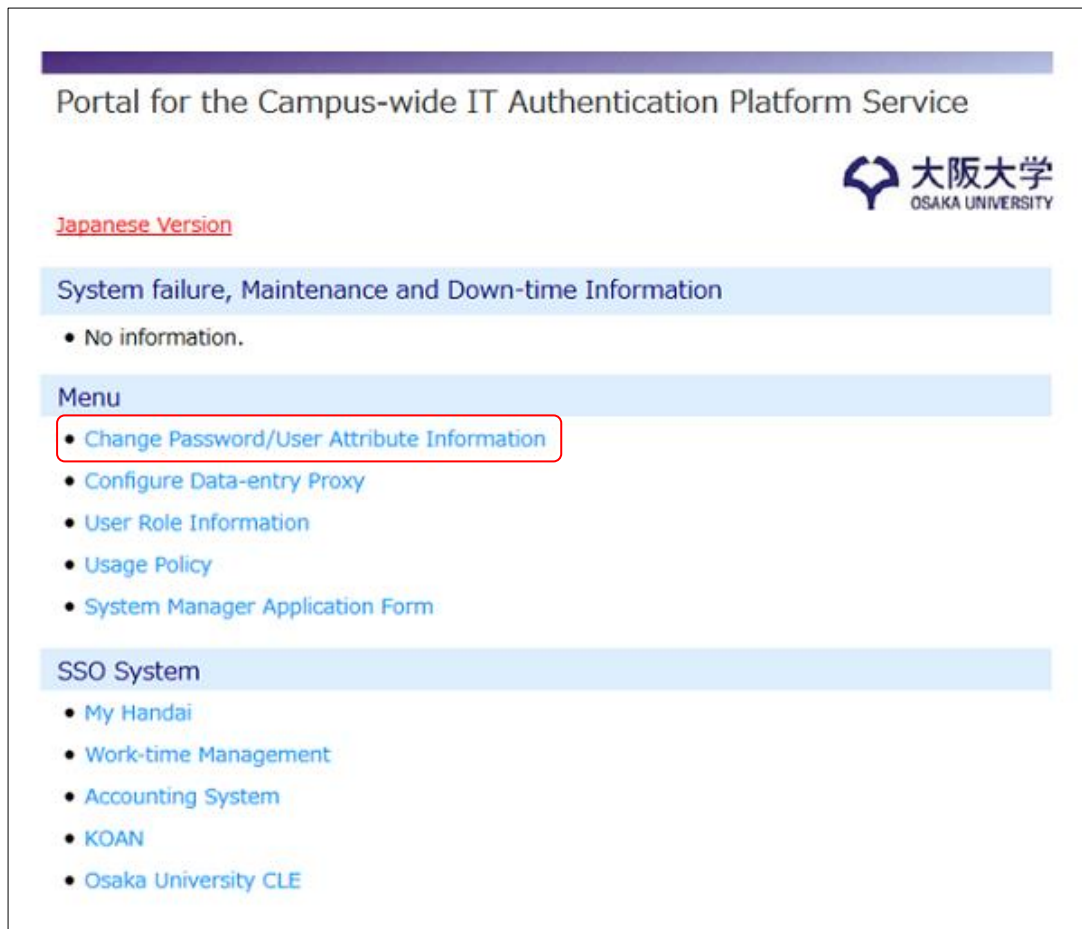 Portal for the Campus-wide IT Authentication Platform Service
大阪大学
OSAKA UNIVERSITY
Japanese Version
System failure, Maintenance and Down-time Information
• No information.
Menu
• Change Password/User Attribute Information
• Configure Data-entry Proxy
• User Role Information
• Usage Policy
• System Manager Application Form
SSO System
• My Handai
• Work-time Management
• Accounting System
• KOAN
• Osaka University CLE